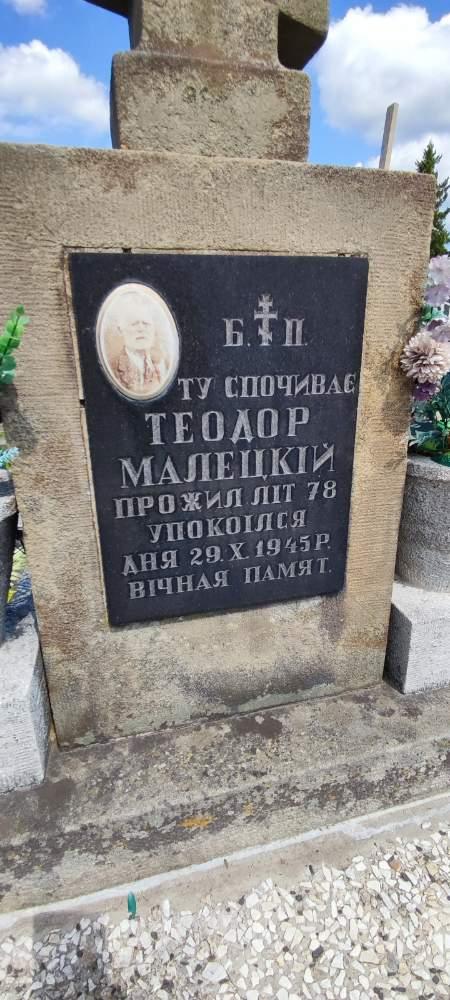 Б. ☦ П.
ТУ СПОЧИВАЄ
ТЕОДОР
МАЛЕЦКІЙ
ПРОЖИЛ ЛІТ 78
УПОКОІЛСЯ
ДНЯ 29.X.1945 Р.
ВІЧНАЯ ПАМЯТ.